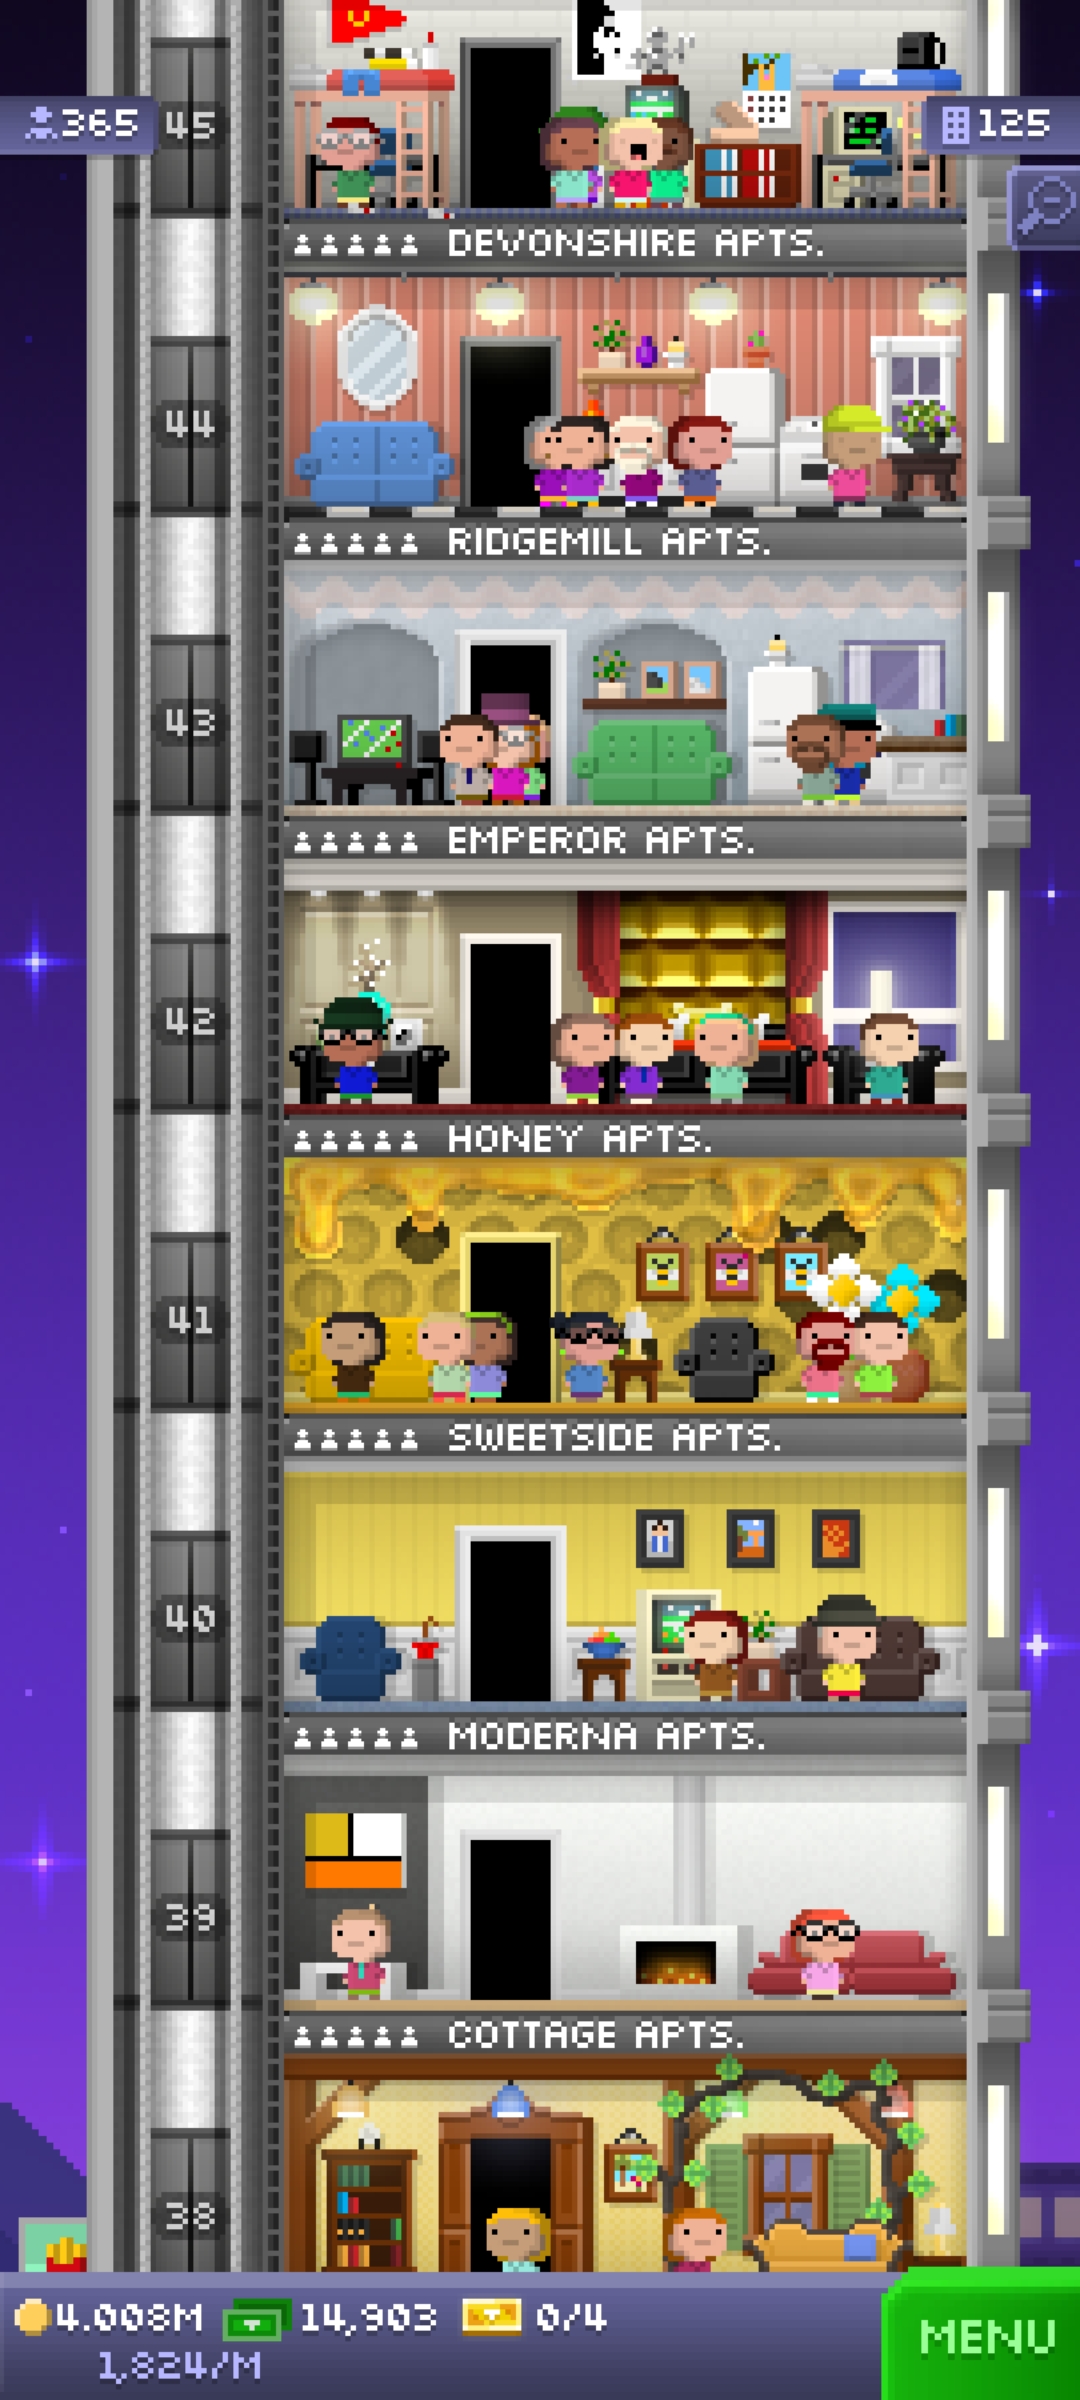 365
45
125
DEVONSHIRE APTS.
44
RIDGEMILL APTS.
43
EMPEROR APTS.
42
HONEY APTS.
41
SWEETSIDE APTS.
40
MODERNA APTS.
39
COTTAGE APTS.
38
4.008M 14,903 0/4
1,824/M
MENU